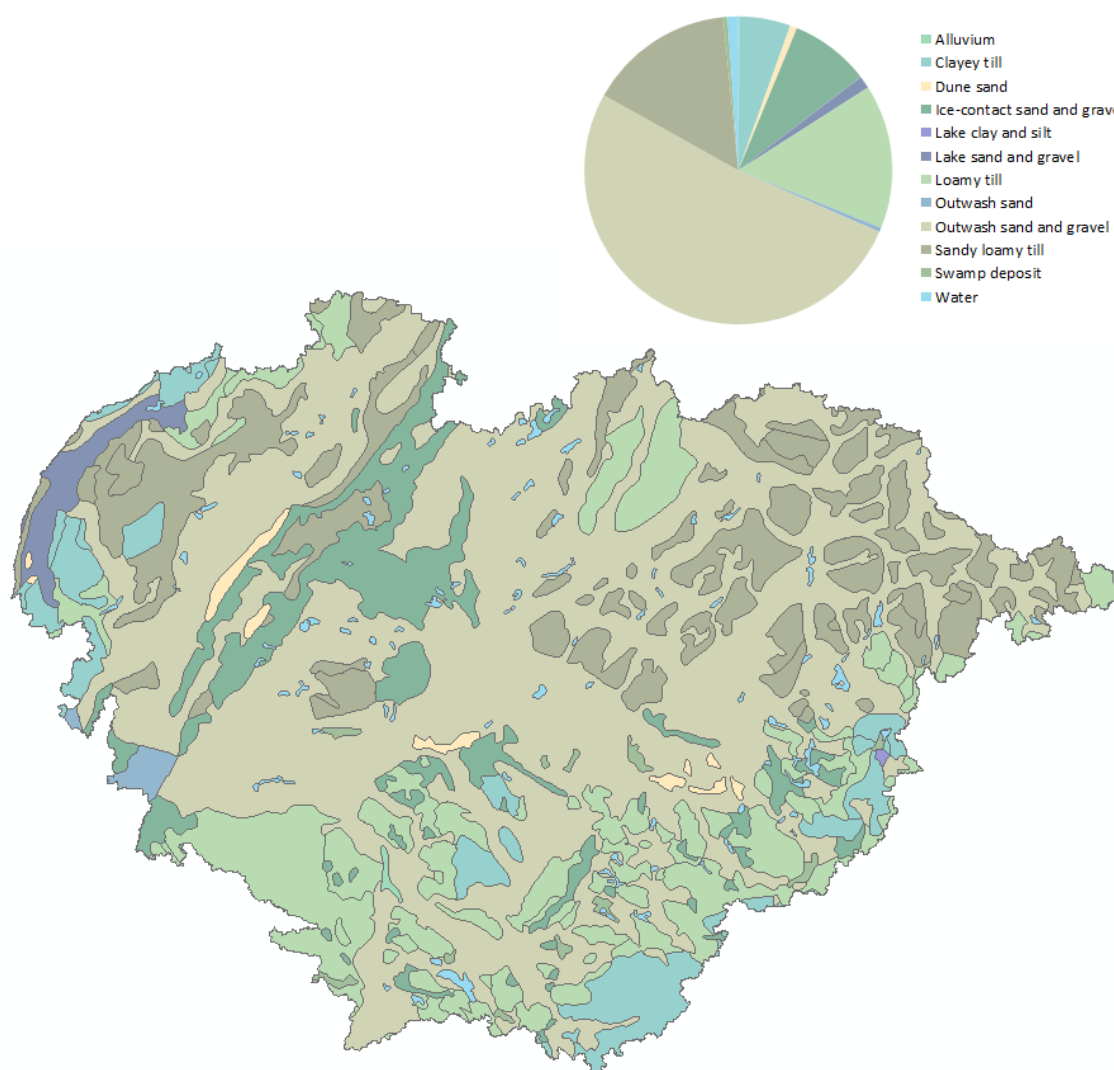 Alluvium
Clayey till
Dune sand
Ice-contact sand and grave
Lake clay and silt
Lake sand and gravel
Loamy till
Outwash sand
Outwash sand and gravel
Sandy loamy till
Swamp deposit
Water